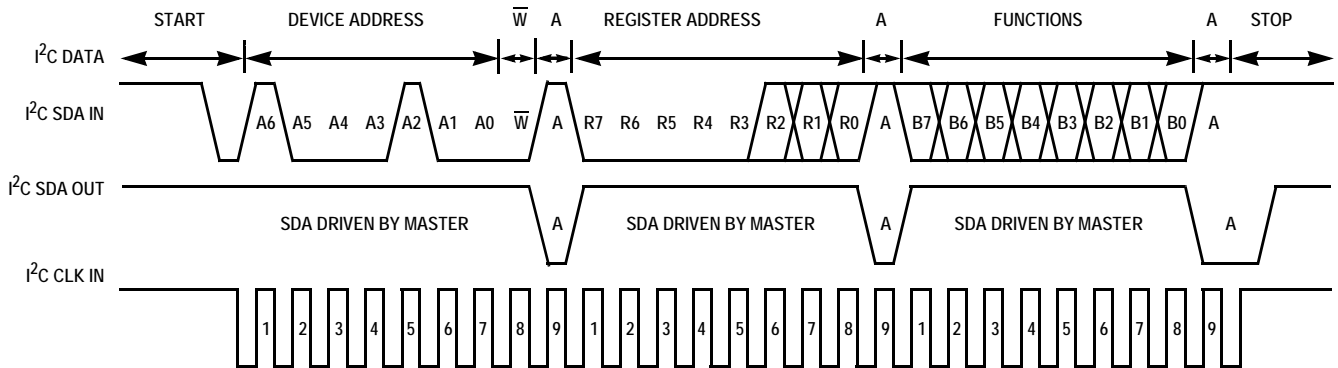 START DEVICE ADDRESS W̅ A REGISTER ADDRESS A FUNCTIONS A STOP
I²C DATA
I²C SDA IN A6 A5 A4 A3 A2 A1 A0 W̅ A R7 R6 R5 R4 R3 R2 R1 R0 A B7 B6 B5 B4 B3 B2 B1 B0 A
I²C SDA OUT
SDA DRIVEN BY MASTER A SDA DRIVEN BY MASTER A SDA DRIVEN BY MASTER A
I²C CLK IN
1 2 3 4 5 6 7 8 9 1 2 3 4 5 6 7 8 9 1 2 3 4 5 6 7 8 9